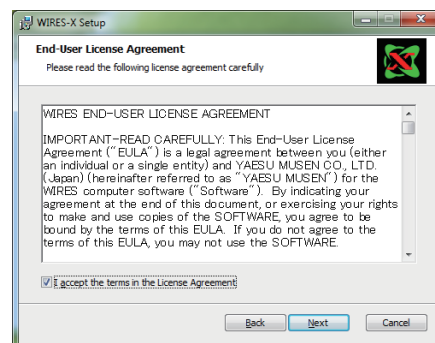 WIRES-X Setup
End-User License Agreement
Please read the following license agreement carefully
WIRES END-USER LICENSE AGREEMENT
IMPORTANT-READ CAREFULLY: This End-User License
Agreement ("EULA") is a legal agreement between you (either
an individual or a single entity) and YAESU MUSEN CO., LTD.
(Japan) (hereinafter referred to as "YAESU MUSEN") for the
WIRES computer software ("Software"). By indicating your
agreement at the end of this document, or exercising your rights
to make and use copies of the SOFTWARE, you agree to be
bound by the terms of this EULA. If you do not agree to the
terms of this EULA, you may not use the SOFTWARE.
I accept the terms in the License Agreement
Back Next Cancel